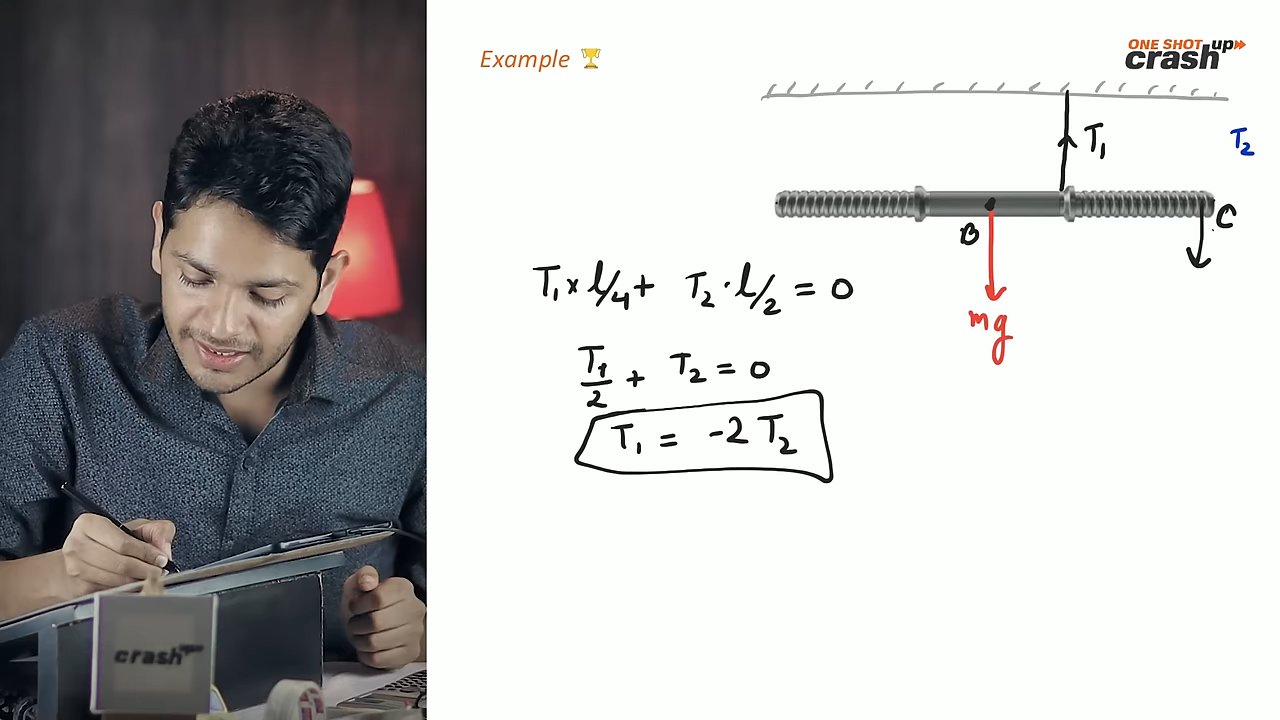 Example 🏆
ONE SHOT
crash up
T₁
T₂
C
B
mg
T₁ × l/4 + T₂ · l/2 = 0
T₁/2 + T₂ = 0
T₁ = -2 T₂
crash